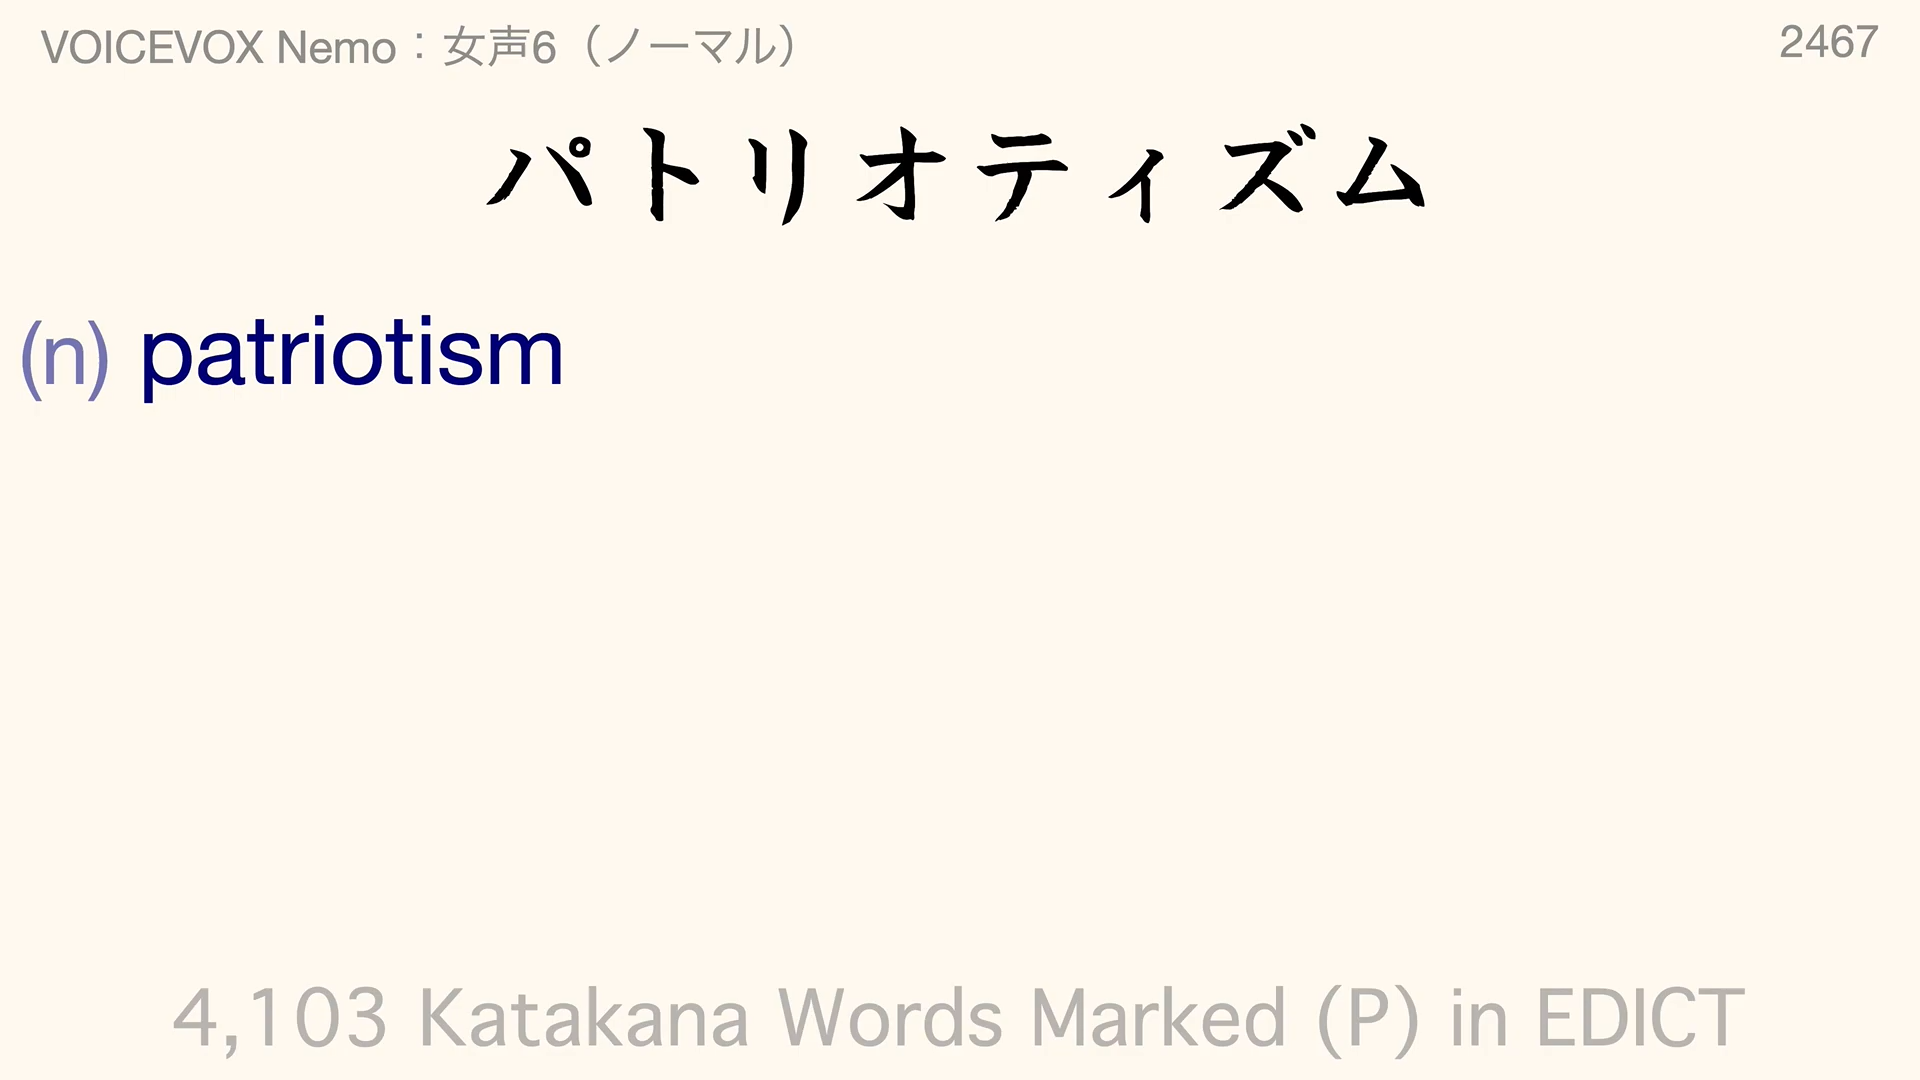 VOICEVOX Nemo：女声6（ノーマル）
2467
パトリオティズム
(n) patriotism
4,103 Katakana Words Marked (P) in EDICT